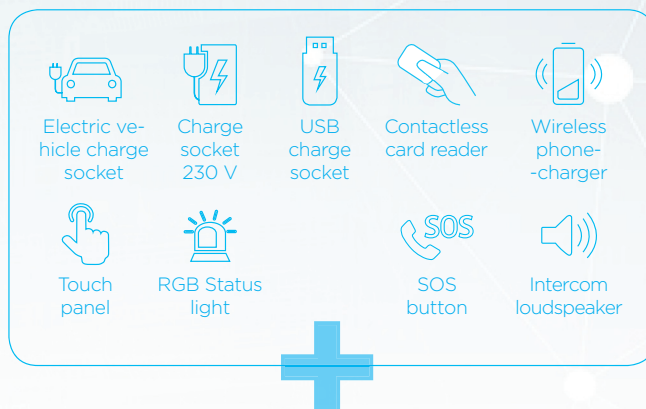 Electric ve-
hicle charge
socket
Charge
socket
230 V
USB
charge
socket
Contactless
card reader
Wireless
phone-
-charger
Touch
panel
RGB Status
light
SOS
SOS
button
Intercom
loudspeaker